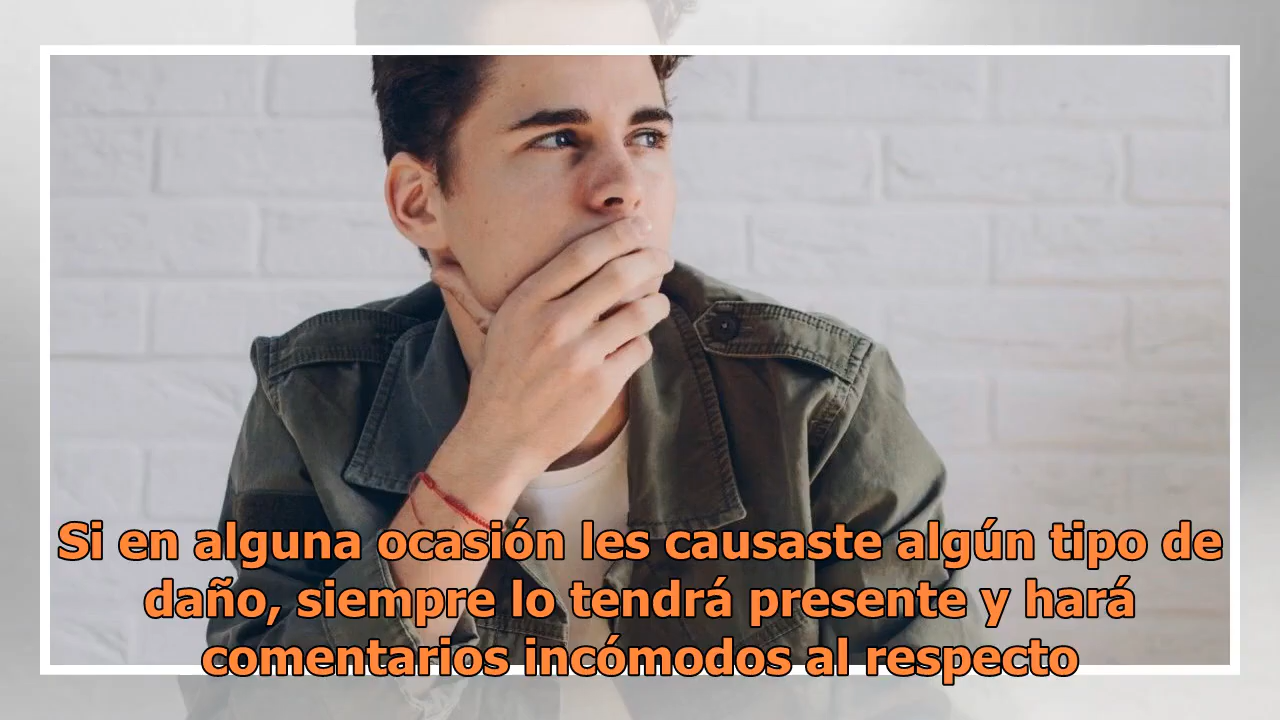 Si en alguna ocasión les causaste algún tipo de
daño, siempre lo tendrá presente y hará
comentarios incómodos al respecto